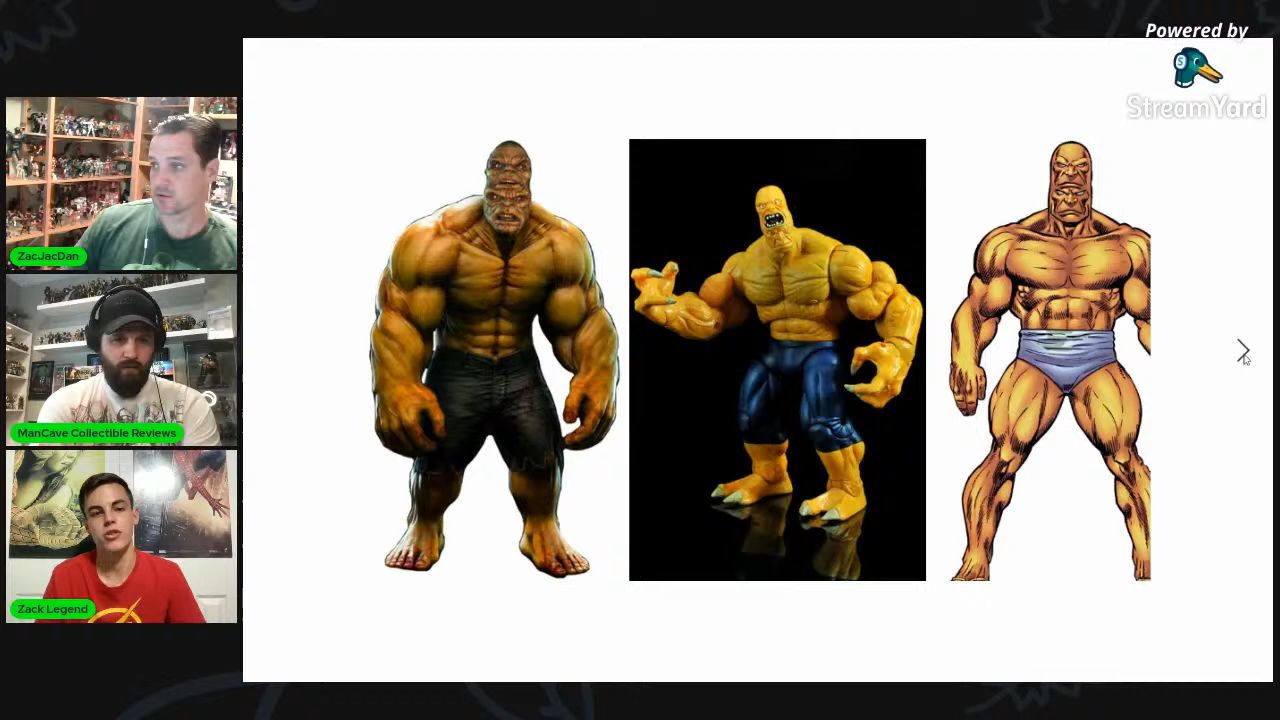 Powered by
S
StreamYard
ZacJacDan
ManCave Collectible Reviews
Zack Legend